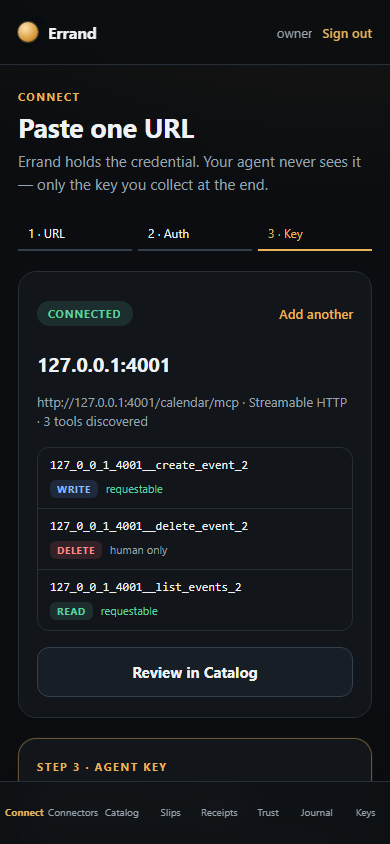 Errand
owner Sign out
CONNECT
Paste one URL
Errand holds the credential. Your agent never sees it
— only the key you collect at the end.
1 · URL 2 · Auth 3 · Key
CONNECTED Add another
127.0.0.1:4001
http://127.0.0.1:4001/calendar/mcp · Streamable HTTP
· 3 tools discovered
127_0_0_1_4001__create_event_2
WRITE requestable
127_0_0_1_4001__delete_event_2
DELETE human only
127_0_0_1_4001__list_events_2
READ requestable
Review in Catalog
STEP 3 · AGENT KEY
Connect Connectors Catalog Slips Receipts Trust Journal Keys